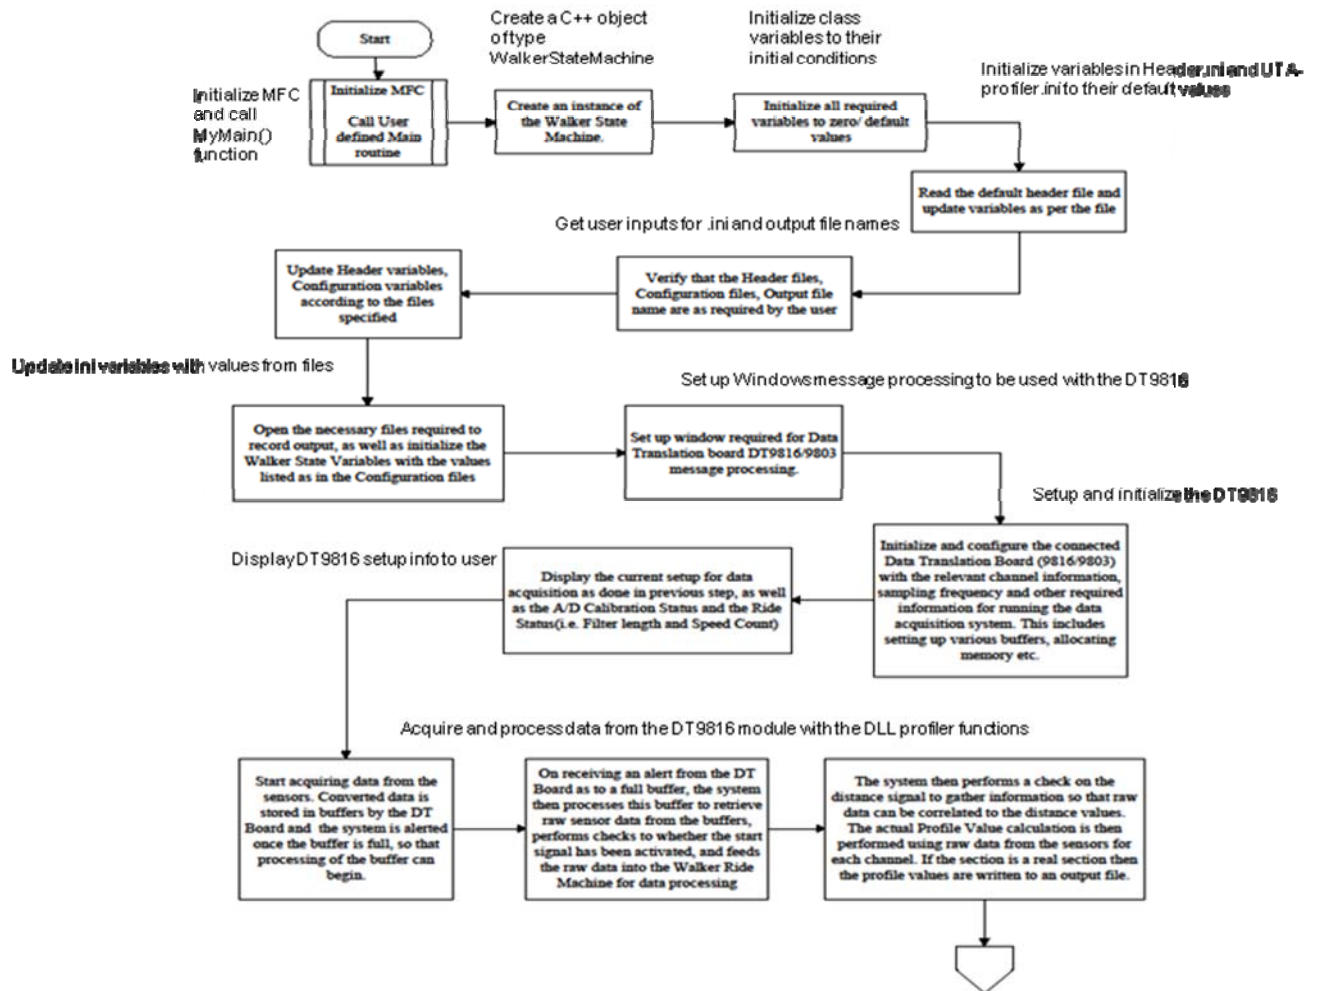 Start
Create a C++ object
of type
WalkerStateMachine
Initialize class
variables to their
initial conditions
Initialize variables in Header.ini and UTA-
profiler.ini to their default values
Initialize MFC
and call
MyMain()
function
Initialize MFC
Call User
defined Main
routine
Create an instance of
the Walker State
Machine.
Initialize all required
variables to zero/ default
values
Read the default header file and
update variables as per the file
Get user inputs for .ini and output file names
Verify that the Header files,
Configuration files, Output file
name are as required by the user
Update Header variables,
Configuration variables
according to the files
specified
Update ini variables with values from files
Set up Windows message processing to be used with the DT9816
Open the necessary files required to
record output, as well as initialize the
Walker State Variables with the values
listed as in the Configuration files
Set up window required for Data
Translation board DT9816/9803
message processing.
Setup and initialize the DT9816
Initialize and configure the connected
Data Translation Board (9816/9803)
with the relevant channel information,
sampling frequency and other required
information for running the data
acquisition system. This includes
setting up various buffers, allocating
memory etc.
Display DT9816 setup info to user
Display the current setup for data
acquisition as done in previous step, as well
as the A/D Calibration Status and the Ride
Status(i.e. Filter length and Speed Count)
Acquire and process data from the DT9816 module with the DLL profiler functions
Start acquiring data from the
sensors. Converted data is
stored in buffers by the DT
Board and the system is alerted
once the buffer is full, so that
processing of the buffer can
begin.
On receiving an alert from the DT
Board as to a full buffer, the system
then processes this buffer to retrieve
raw sensor data from the buffers,
performs checks to whether the start
signal has been activated, and feeds
the raw data into the Walker Ride
Machine for data processing
The system then performs a check on the
distance signal to gather information so that raw
data can be correlated to the distance values.
The actual Profile Value calculation is then
performed using raw data from the sensors for
each channel. If the section is a real section then
the profile values are written to an output file.